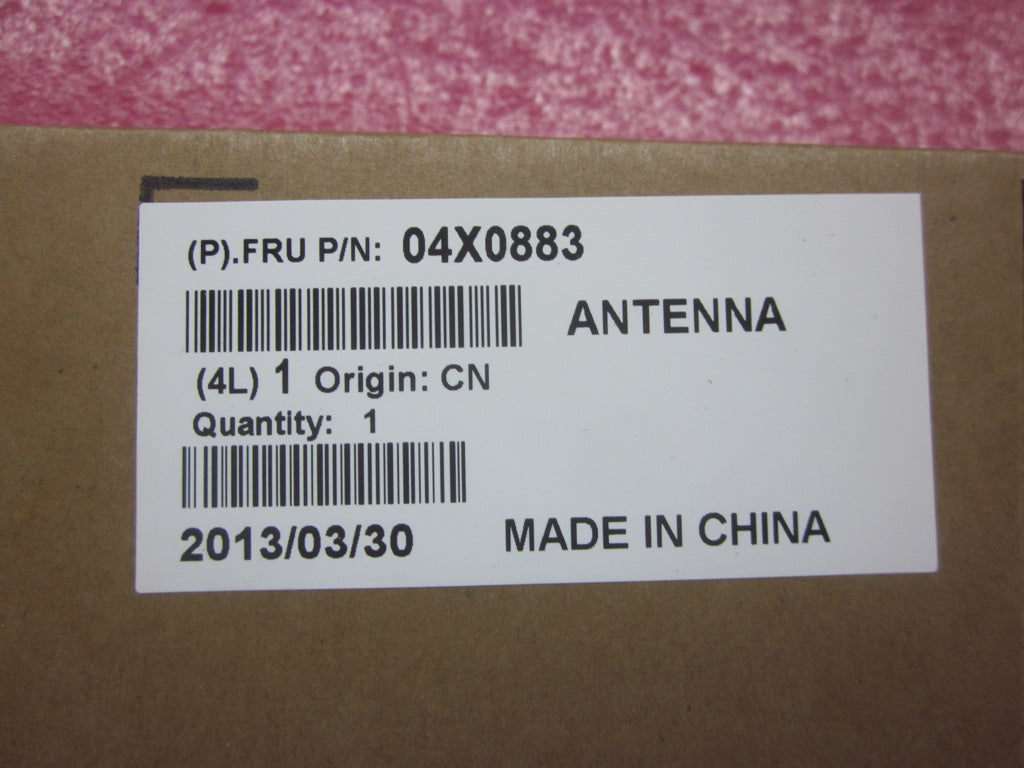 (P).FRU P/N: 04X0883
ANTENNA
(4L) 1 Origin: CN
Quantity: 1
2013/03/30 MADE IN CHINA